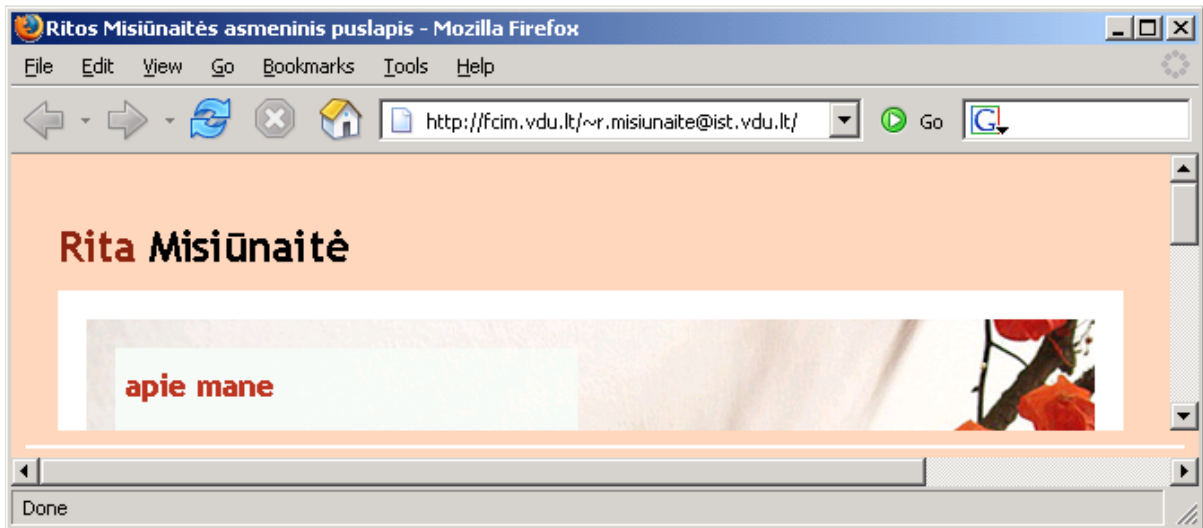 Ritos Misiūnaitės asmeninis puslapis - Mozilla Firefox
File Edit View Go Bookmarks Tools Help
http://fcim.vdu.lt/~r.misiunaite@ist.vdu.lt/ Go G
Rita Misiūnaitė
apie mane
Done